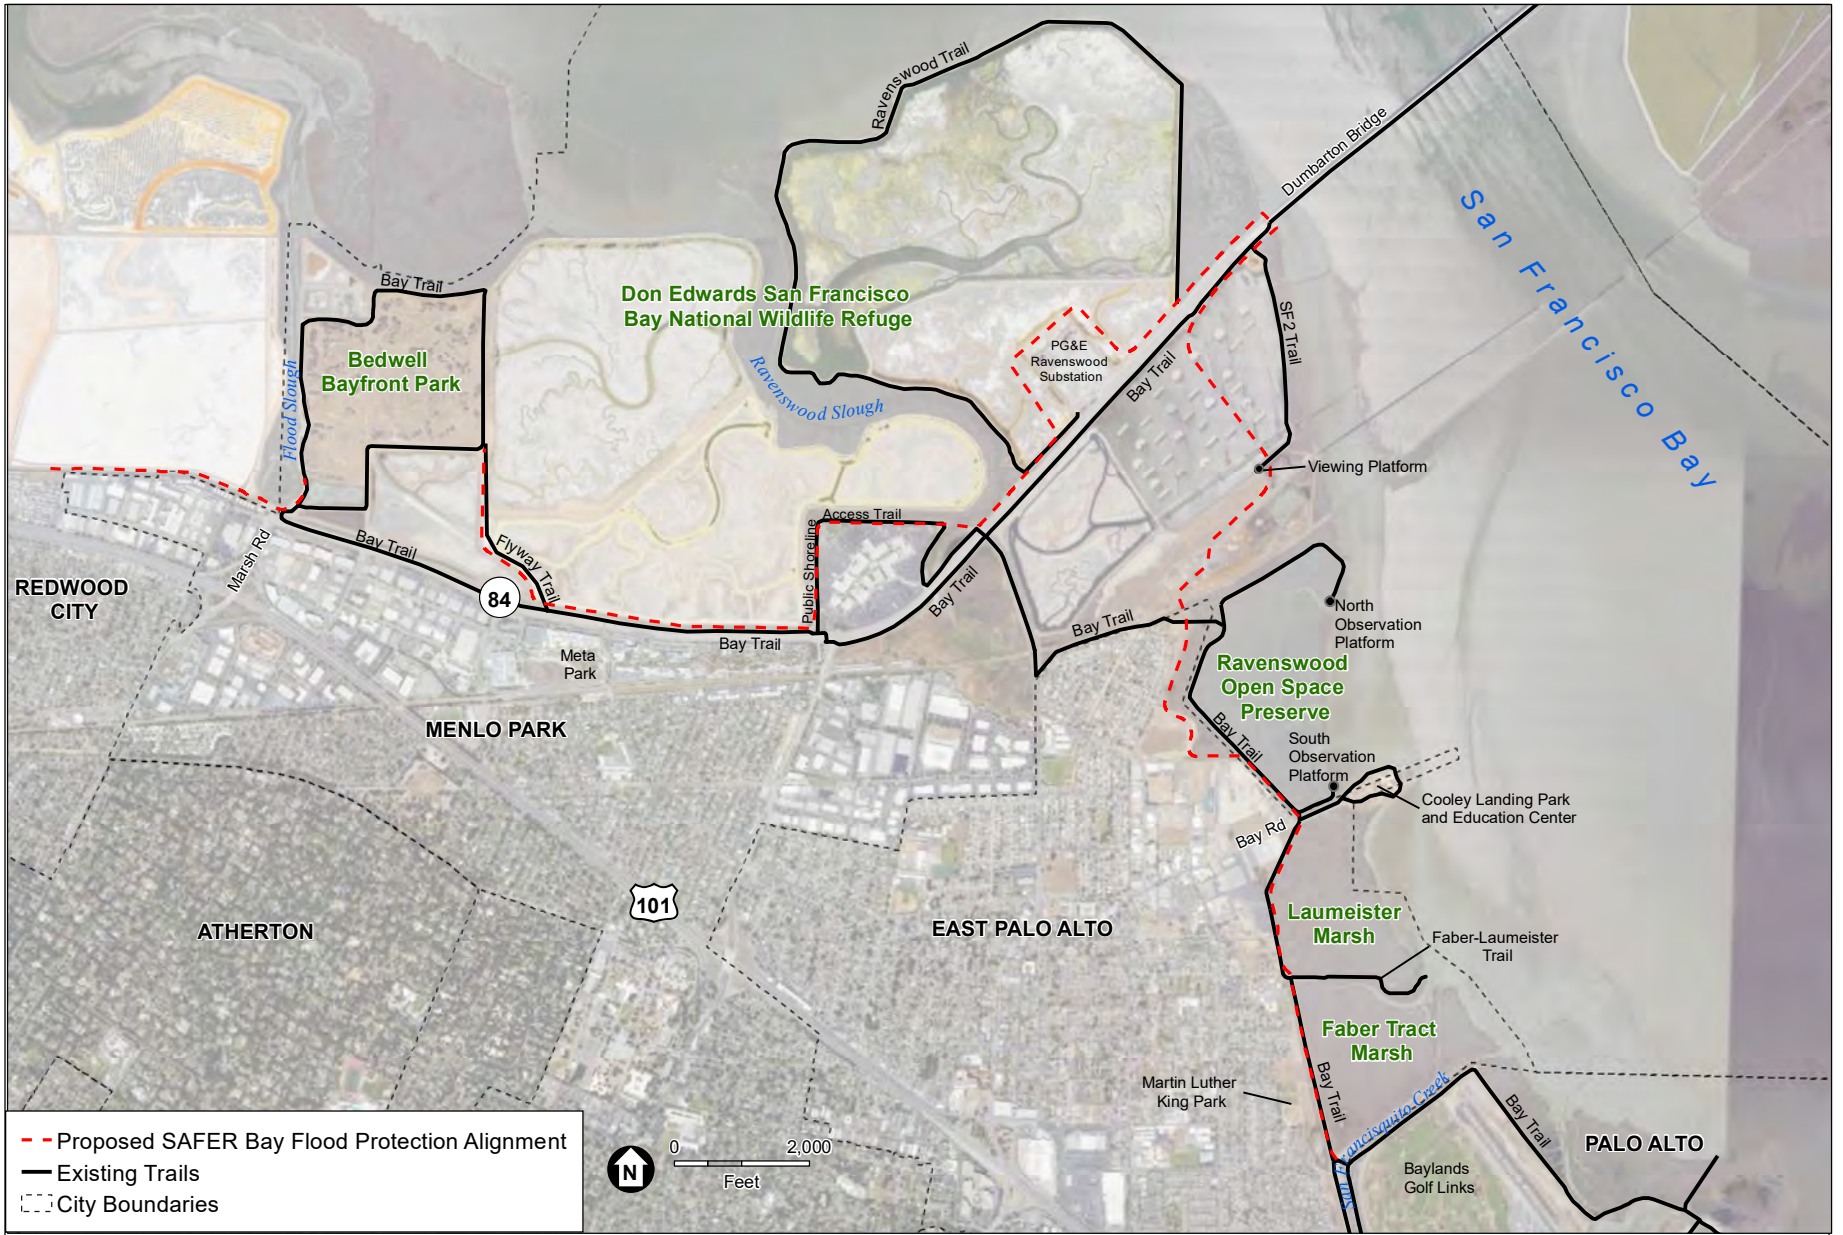 Ravenswood Trail
Dumbarton Bridge
San Francisco Bay
Bay Trail
Don Edwards San Francisco
Bay National Wildlife Refuge
SF2 Trail
Bedwell
Bayfront Park
PG&E
Ravenswood
Substation
Bay Trail
Flood Slough
Ravenswood Slough
Viewing Platform
Access Trail
Public Shoreline
Marsh Rd
Bay Trail
Flyway Trail
84
Bay Trail
REDWOOD
CITY
North
Observation
Platform
Bay Trail
Bay Trail
Meta
Park
Ravenswood
Open Space
Preserve
MENLO PARK
Bay Trail
South
Observation
Platform
Cooley Landing Park
and Education Center
Bay Rd
101
ATHERTON
EAST PALO ALTO
Laumeister
Marsh
Faber-Laumeister
Trail
Faber Tract
Marsh
Martin Luther
King Park
Bay Trail
San Francisquito Creek
Bay Trail
PALO ALTO
Baylands
Golf Links
Proposed SAFER Bay Flood Protection Alignment
Existing Trails
City Boundaries
N
0 2,000
Feet